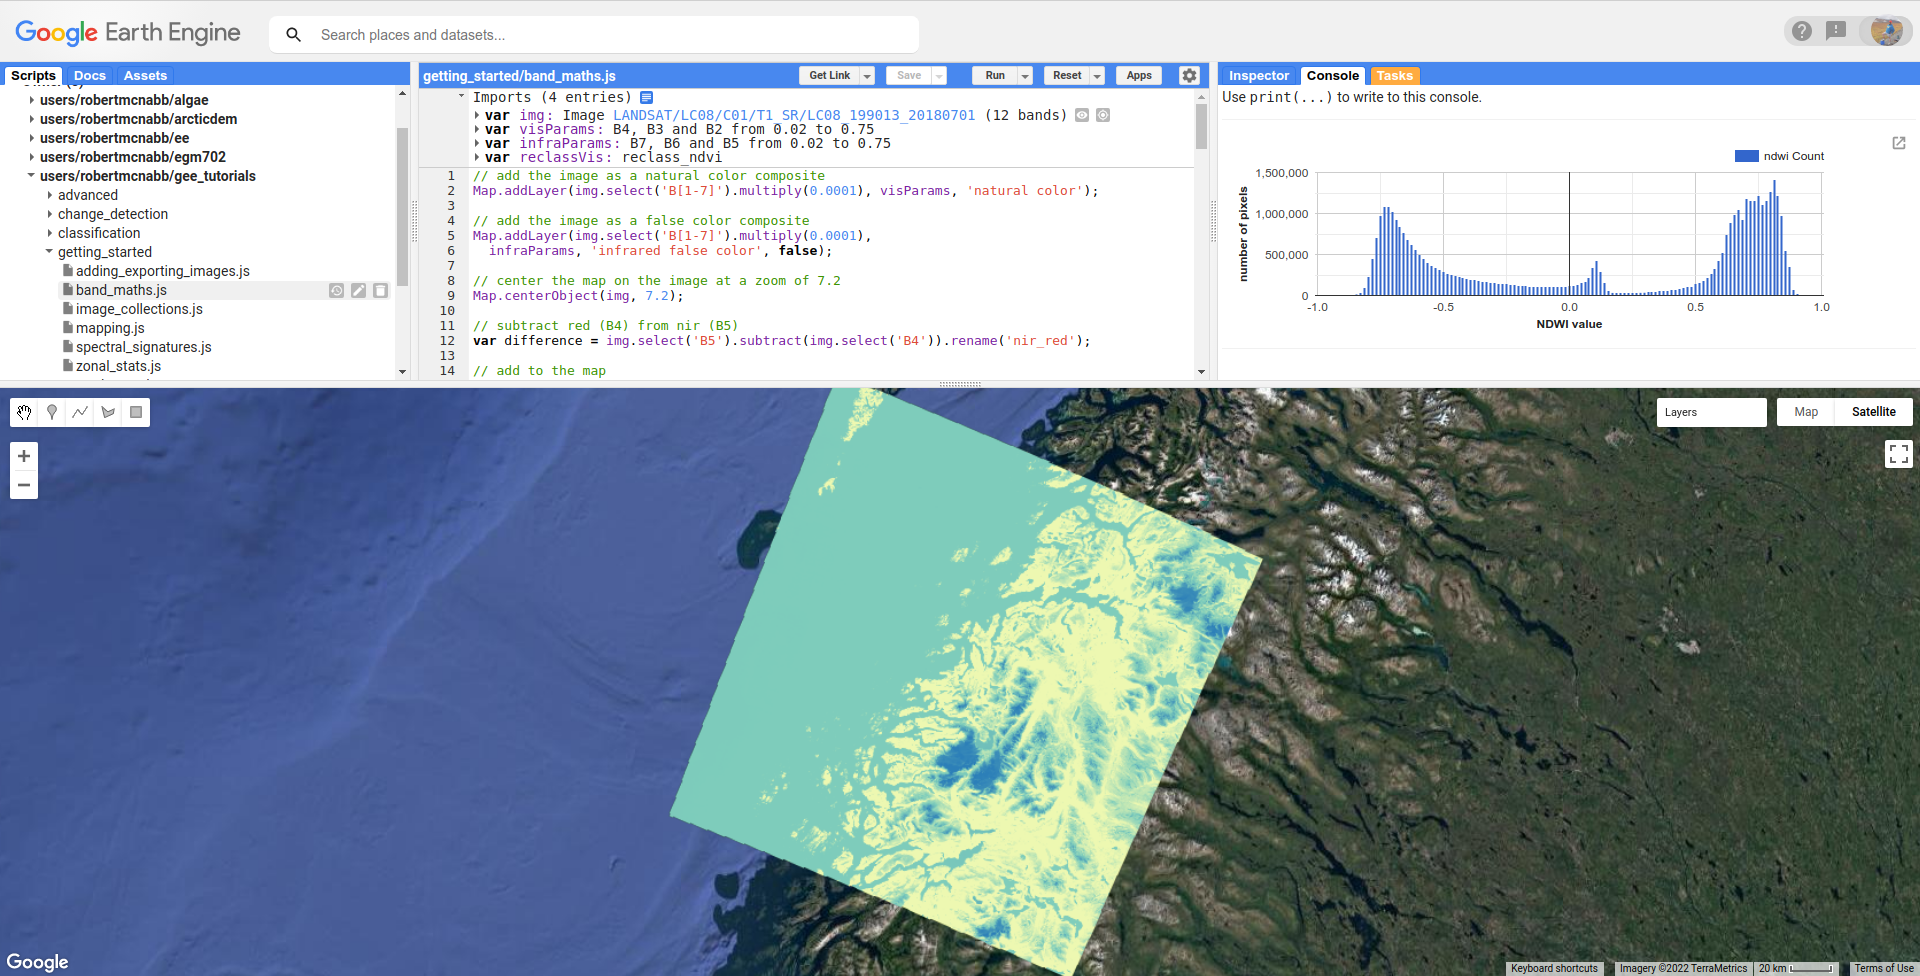 Google Earth Engine
Search places and datasets...
Scripts Docs Assets
users/robertmcnabb/algae
users/robertmcnabb/arcticdem
users/robertmcnabb/ee
users/robertmcnabb/egm702
users/robertmcnabb/gee_tutorials
advanced
change_detection
classification
getting_started
adding_exporting_images.js
band_maths.js
image_collections.js
mapping.js
spectral_signatures.js
zonal_stats.js
getting_started/band_maths.js
Get Link Save Run Reset Apps
Imports (4 entries)
var img: Image LANDSAT/LC08/C01/T1_SR/LC08_199013_20180701 (12 bands)
var visParams: B4, B3 and B2 from 0.02 to 0.75
var infraParams: B7, B6 and B5 from 0.02 to 0.75
var reclassVis: reclass_ndvi
1 // add the image as a natural color composite
2 Map.addLayer(img.select('B[1-7]').multiply(0.0001), visParams, 'natural color');
3
4 // add the image as a false color composite
5 Map.addLayer(img.select('B[1-7]').multiply(0.0001),
6 infraParams, 'infrared false color', false);
7
8 // center the map on the image at a zoom of 7.2
9 Map.centerObject(img, 7.2);
10
11 // subtract red (B4) from nir (B5)
12 var difference = img.select('B5').subtract(img.select('B4')).rename('nir_red');
13
14 // add to the map
Inspector Console Tasks
Use print(...) to write to this console.
ndwi Count
number of pixels
1,500,000
1,000,000
500,000
0
-1.0 -0.5 0.0 0.5 1.0
NDWI value
Layers
Map Satellite
Google
Keyboard shortcuts Imagery ©2022 TerraMetrics 20 km Terms of Use